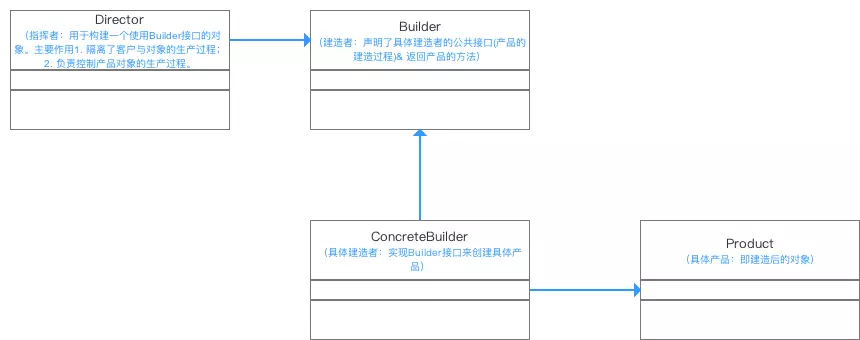 Director
（指挥者：用于构建一个使用Builder接口的对
象。主要作用1. 隔离了客户与对象的生产过程；
2. 负责控制产品对象的生产过程。
Builder
（建造者：声明了具体建造者的公共接口(产品的
建造过程)& 返回产品的方法）
ConcreteBuilder
（具体建造者：实现Builder接口来创建具体产
品）
Product
（具体产品：即建造后的对象）